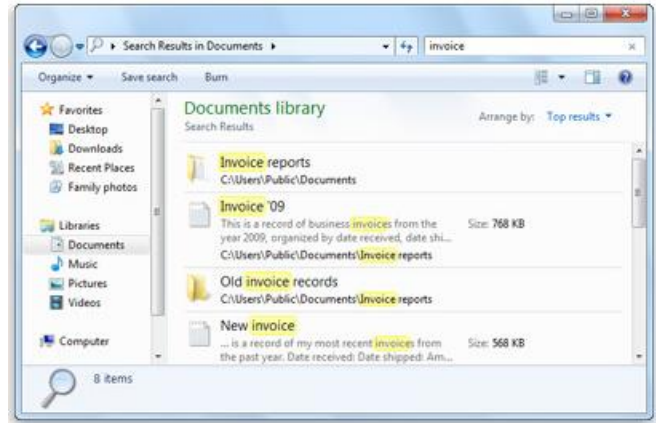 Search Results in Documents
invoice
Organize
Save search
Burn
Favorites
Desktop
Downloads
Recent Places
Family photos
Libraries
Documents
Music
Pictures
Videos
Computer
Documents library
Search Results
Arrange by: Top results
Invoice reports
C:\Users\Public\Documents
Invoice '09
This is a record of business invoices from the
year 2009, organized by date received, date shi...
C:\Users\Public\Documents\Invoice reports
Size: 768 KB
Old invoice records
C:\Users\Public\Documents\Invoice reports
New invoice
... is a record of my most recent invoices from
the past year. Date received: Date shipped: Am...
Size: 568 KB
8 items